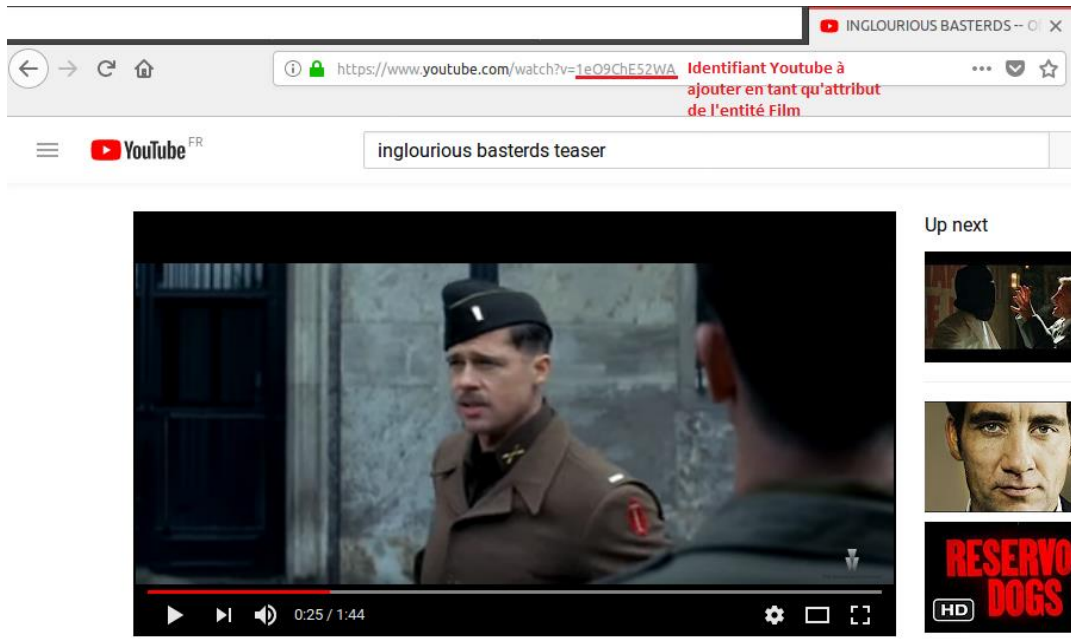 INGLOURIOUS BASTERDS -- O
https://www.youtube.com/watch?v=1eO9ChE52WA
Identifiant Youtube à
ajouter en tant qu'attribut
de l'entité Film
YouTube FR
inglourious basterds teaser
Up next
0:25 / 1:44
RESERVO
DOGS
HD